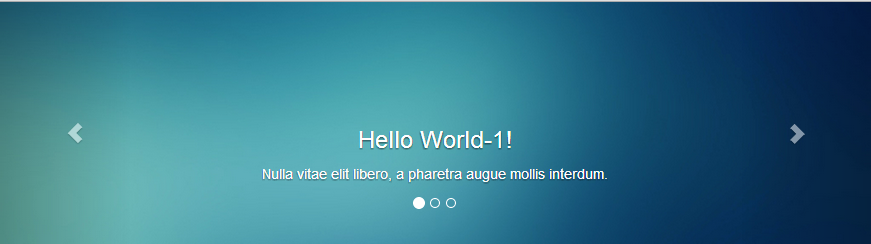 Hello World-1!
Nulla vitae elit libero, a pharetra augue mollis interdum.